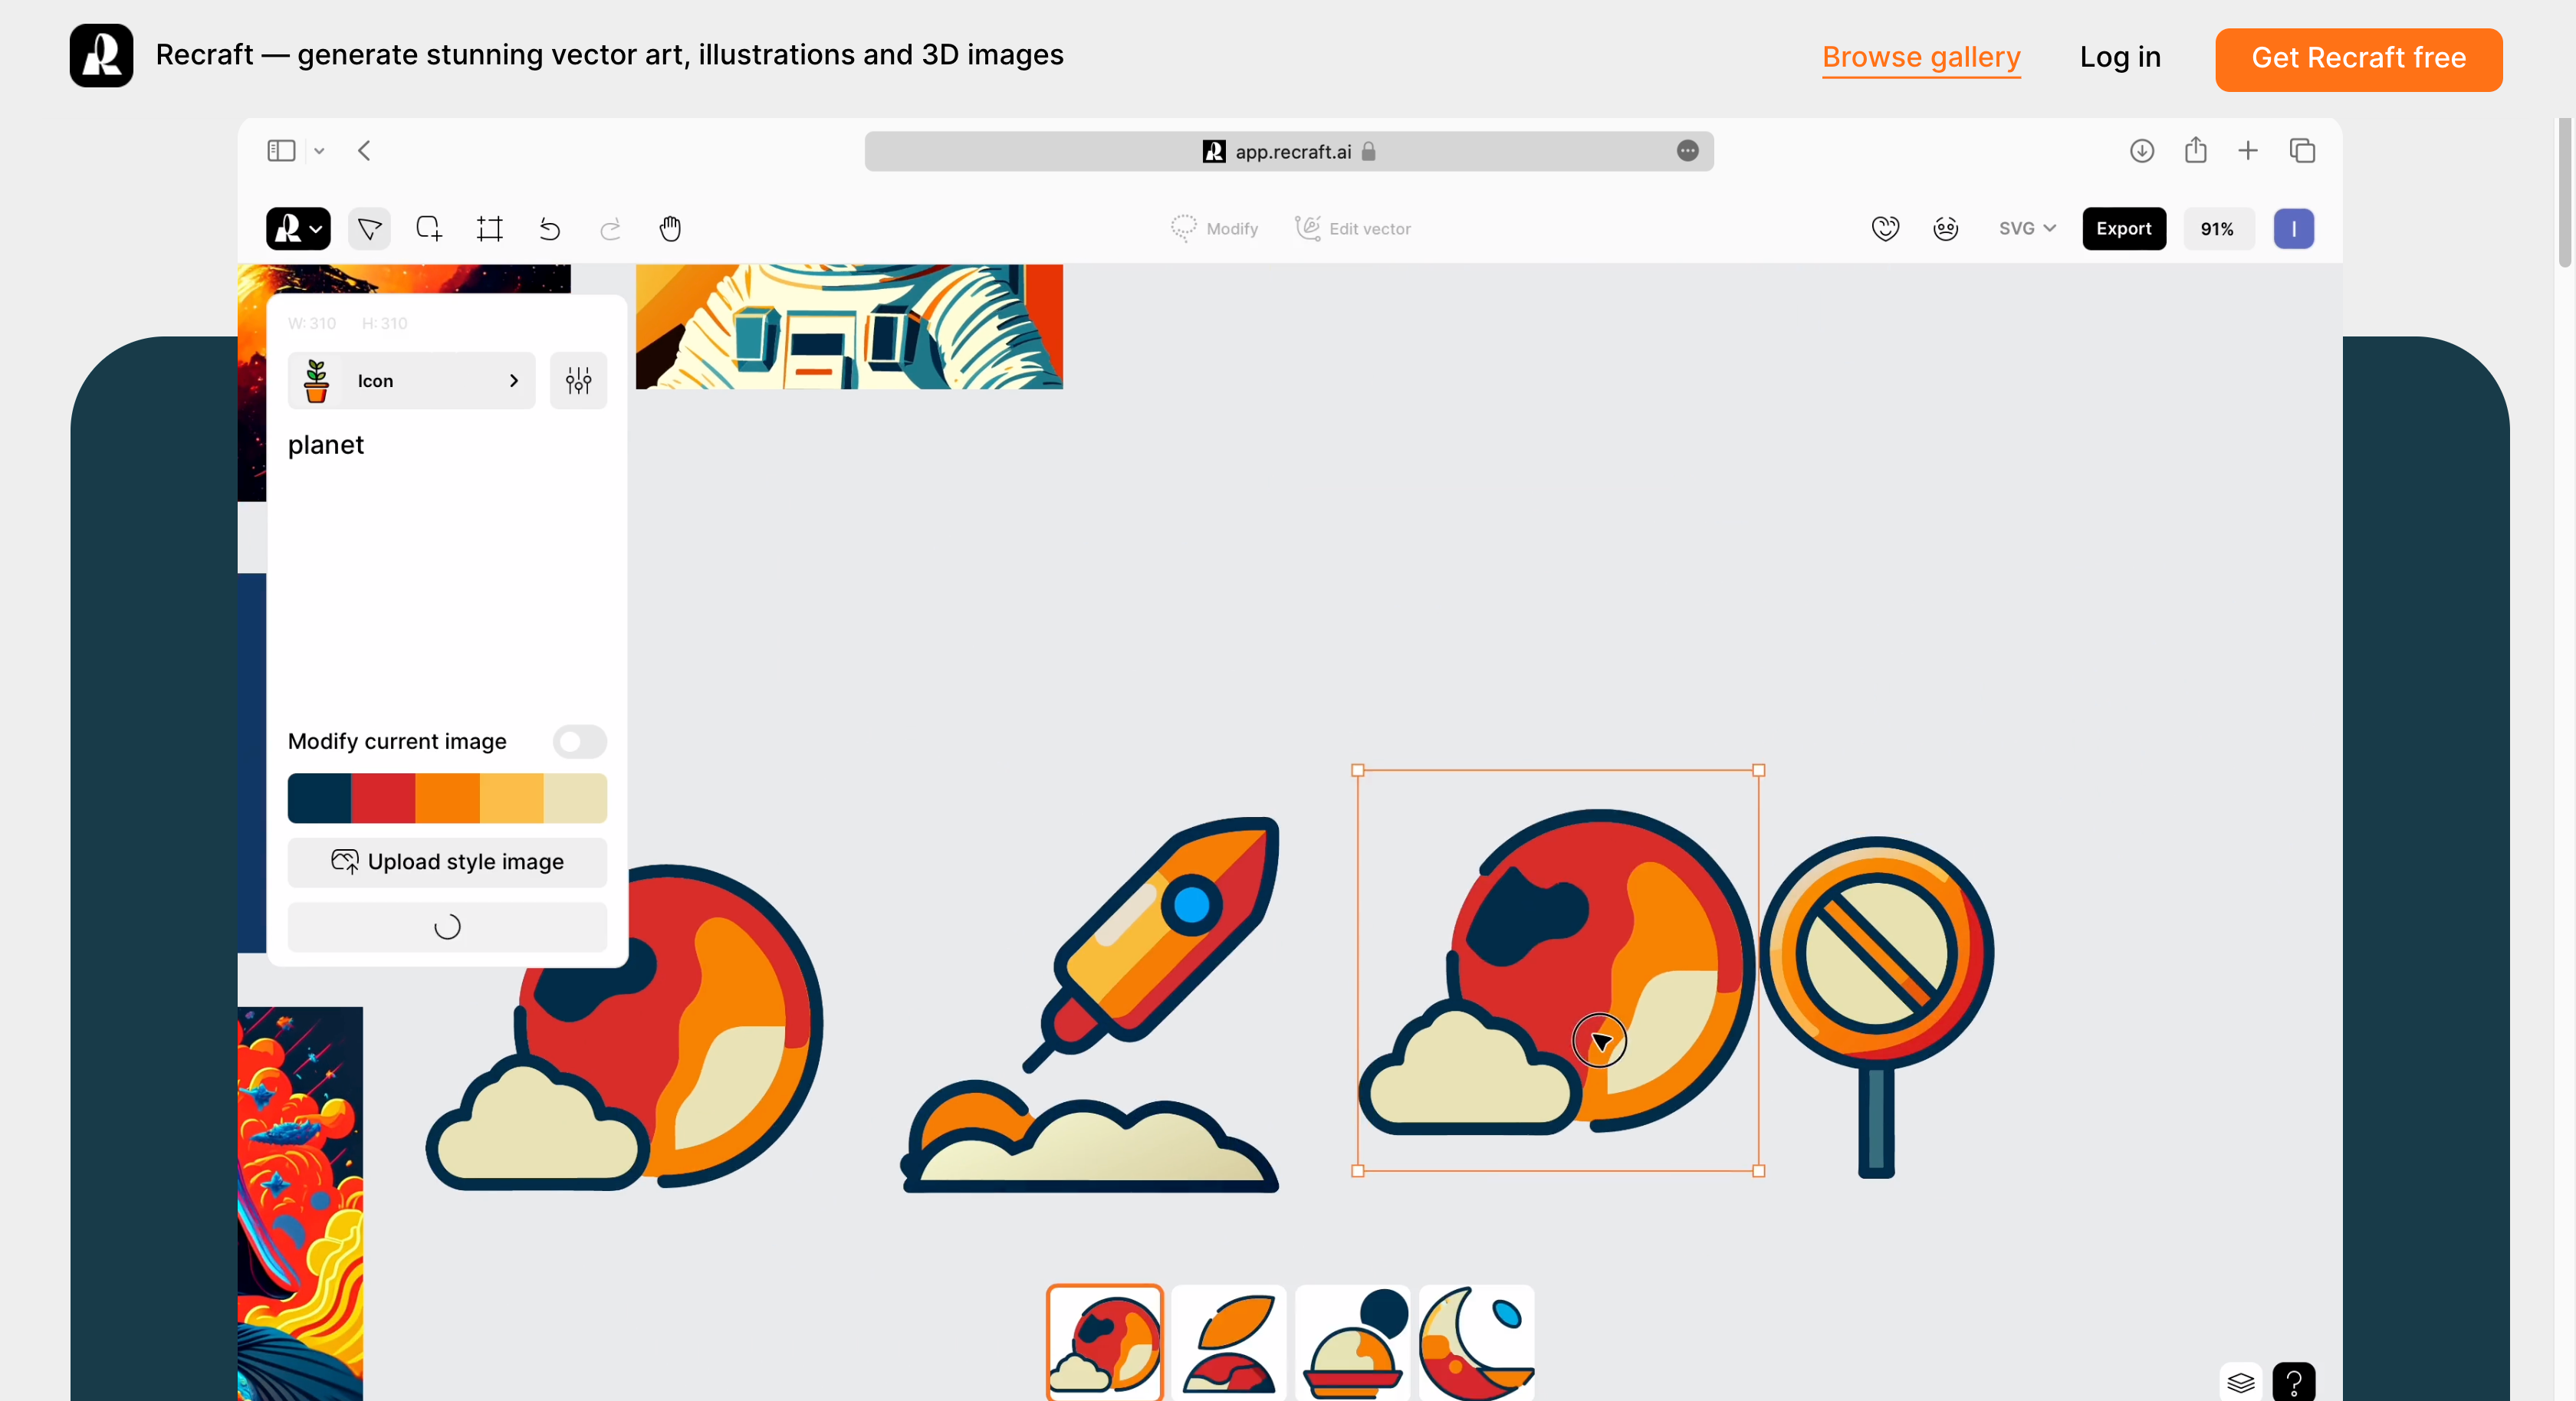 Recraft — generate stunning vector art, illustrations and 3D images
Browse gallery
Log in
Get Recraft free
app.recraft.ai
Modify
Edit vector
SVG
Export
91%
I
W: 310 H: 310
Icon
planet
Modify current image
Upload style image
?